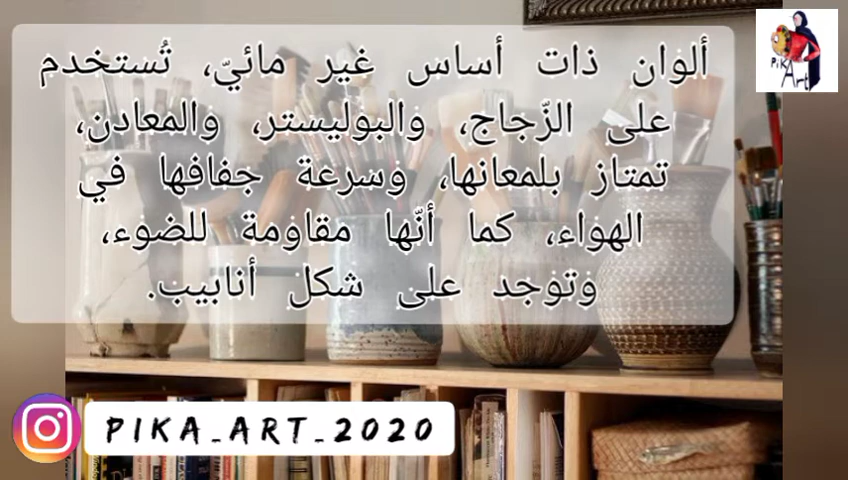 ألوان ذات أساس غير مائيّ، تُستخدم
على الزّجاج، والبوليستر، والمعادن،
تمتاز بلمعانها، وسرعة جفافها في
الهواء، كما أنّها مقاومة للضوء،
وتوجد على شكل أنابيب.
PIKA
Art
PIKA_ART_2020